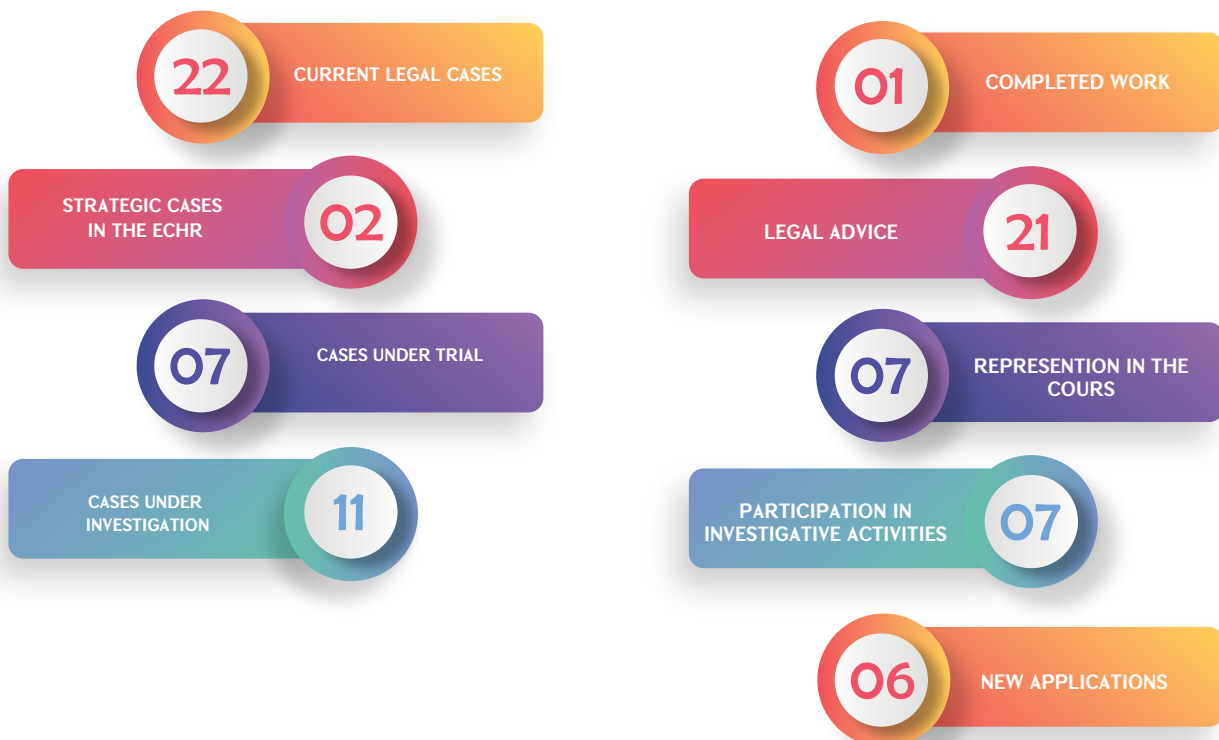 22
CURRENT LEGAL CASES
STRATEGIC CASES
IN THE ECHR
02
07
CASES UNDER TRIAL
CASES UNDER
INVESTIGATION
11
01
COMPLETED WORK
LEGAL ADVICE
21
07
REPRESENTION IN THE
COURS
PARTICIPATION IN
INVESTIGATIVE ACTIVITIES
07
06
NEW APPLICATIONS